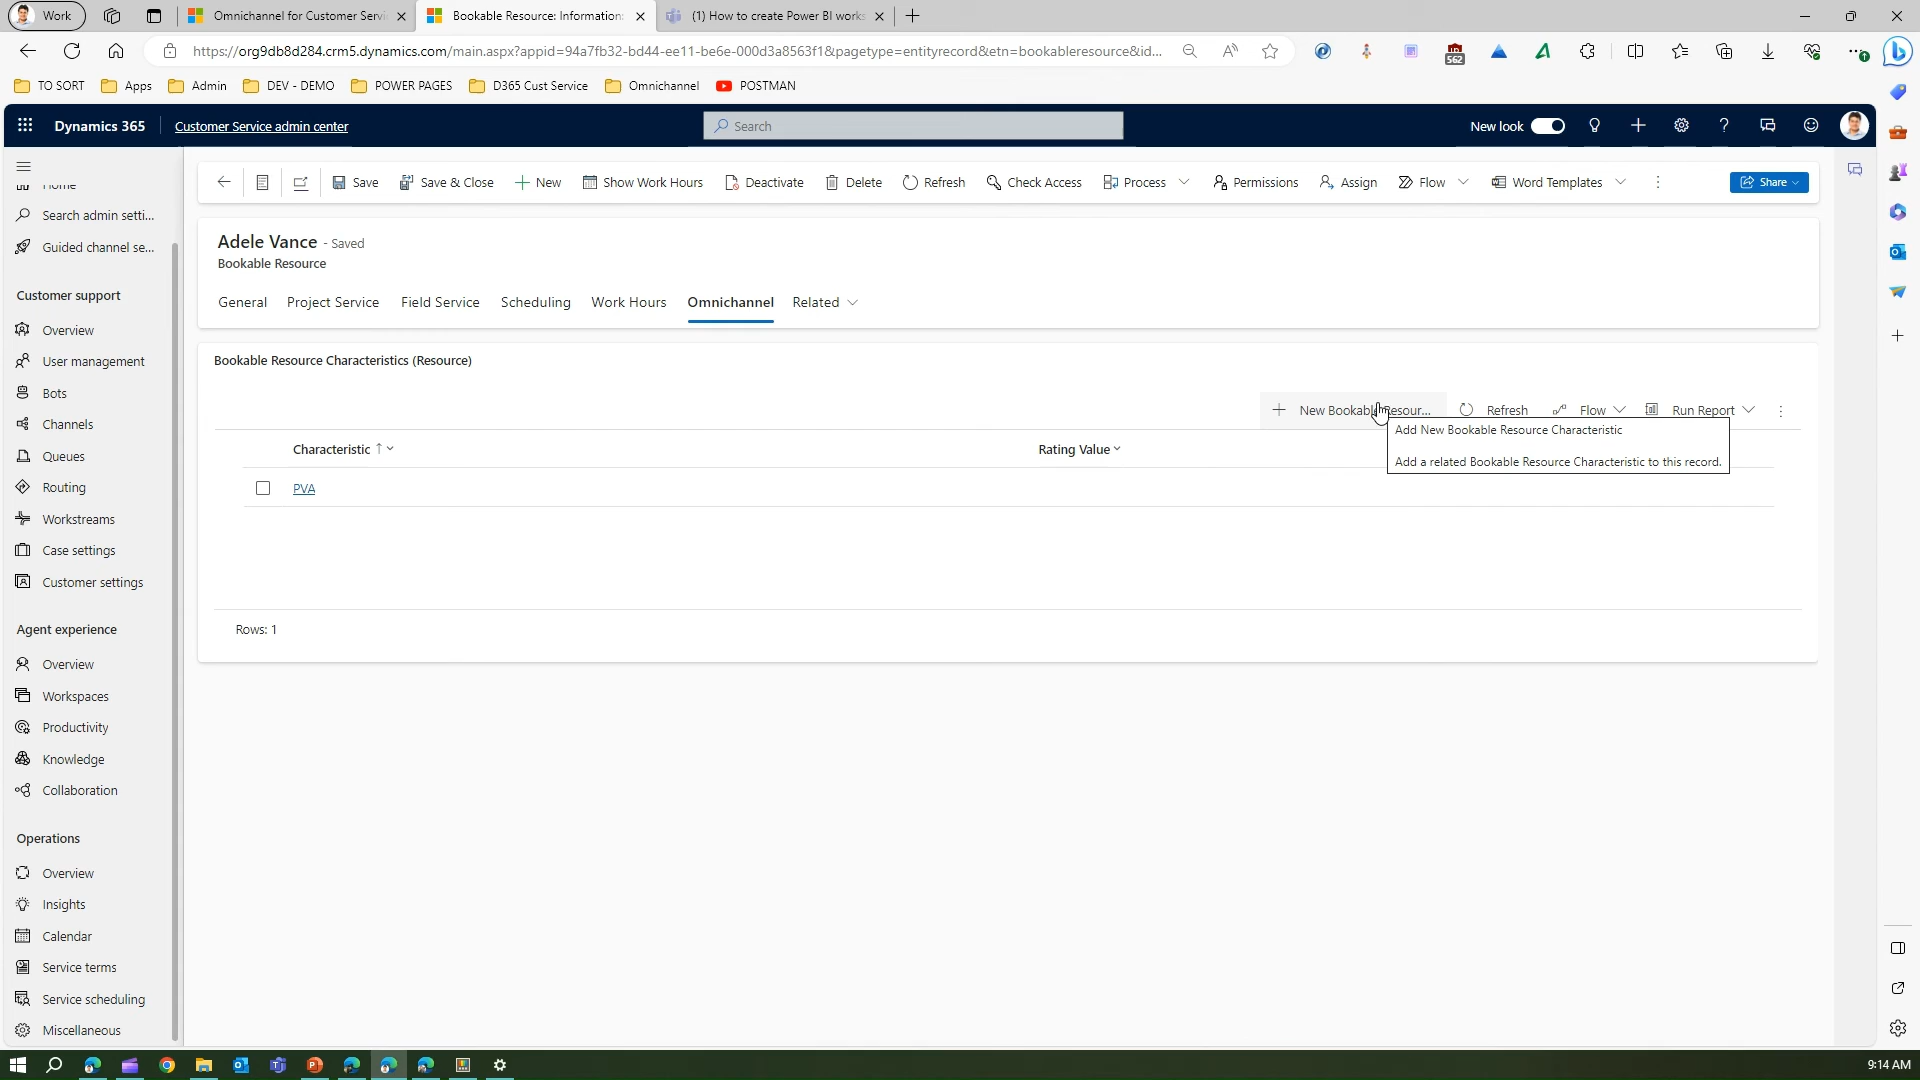 Work
Omnichannel for Customer Servi
Bookable Resource: Information:
(1) How to create Power BI works
https://org9db8d284.crm5.dynamics.com/main.aspx?appid=94a7fb32-bd44-ee11-be6e-000d3a8563f1&pagetype=entityrecord&etn=bookableresource&id...
562
TO SORT
Apps
Admin
DEV - DEMO
POWER PAGES
D365 Cust Service
Omnichannel
POSTMAN
Dynamics 365
Customer Service admin center
Search
New look
Home
Search admin setti...
Guided channel se...
Customer support
Overview
User management
Bots
Channels
Queues
Routing
Workstreams
Case settings
Customer settings
Agent experience
Overview
Workspaces
Productivity
Knowledge
Collaboration
Operations
Overview
Insights
Calendar
Service terms
Service scheduling
Miscellaneous
Save
Save & Close
New
Show Work Hours
Deactivate
Delete
Refresh
Check Access
Process
Permissions
Assign
Flow
Word Templates
Share
Adele Vance - Saved
Bookable Resource
General
Project Service
Field Service
Scheduling
Work Hours
Omnichannel
Related
Bookable Resource Characteristics (Resource)
New Bookable Resour...
Refresh
Flow
Run Report
Add New Bookable Resource Characteristic
Add a related Bookable Resource Characteristic to this record.
Characteristic
Rating Value
PVA
Rows: 1
9:14 AM